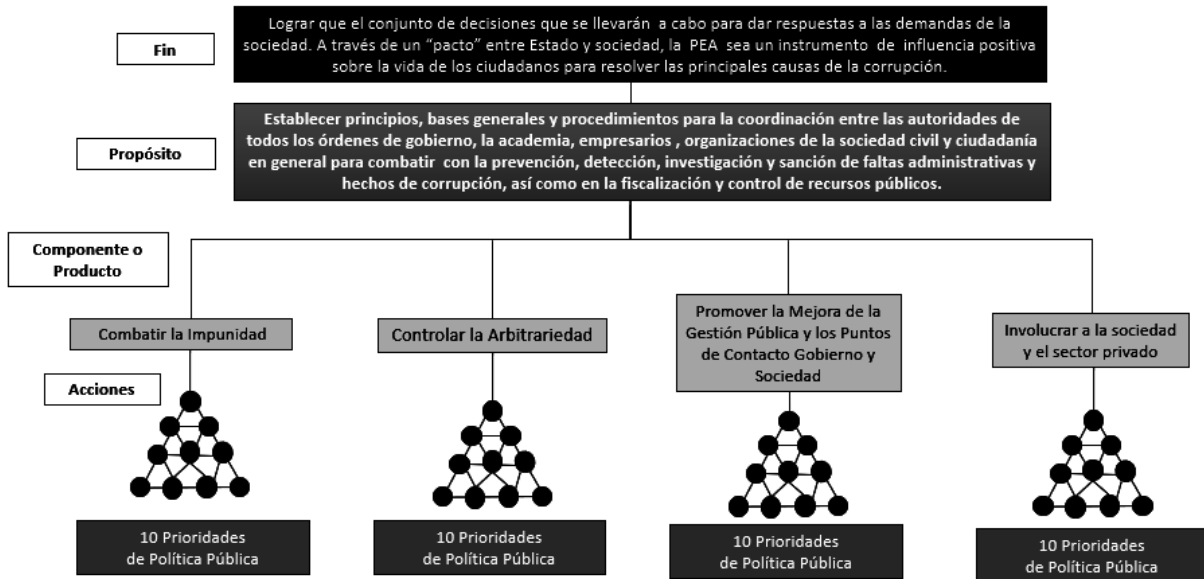 Fin
Lograr que el conjunto de decisiones que se llevarán a cabo para dar respuestas a las demandas de la
sociedad. A través de un “pacto” entre Estado y sociedad, la PEA sea un instrumento de influencia positiva
sobre la vida de los ciudadanos para resolver las principales causas de la corrupción.
Propósito
Establecer principios, bases generales y procedimientos para la coordinación entre las autoridades de
todos los órdenes de gobierno, la academia, empresarios , organizaciones de la sociedad civil y ciudadanía
en general para combatir con la prevención, detección, investigación y sanción de faltas administrativas y
hechos de corrupción, así como en la fiscalización y control de recursos públicos.
Componente o
Producto
Combatir la Impunidad
Controlar la Arbitrariedad
Promover la Mejora de la
Gestión Pública y los Puntos
de Contacto Gobierno y
Sociedad
Involucrar a la sociedad
y el sector privado
Acciones
10 Prioridades
de Política Pública
10 Prioridades
de Política Pública
10 Prioridades
de Política Pública
10 Prioridades
de Política Pública